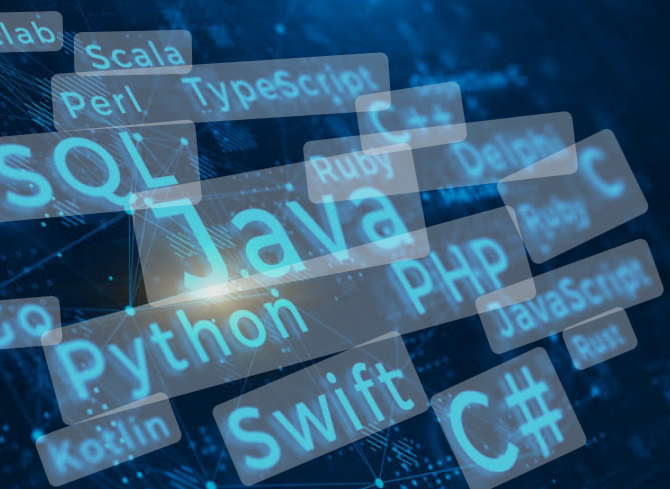 lab
Scala
Perl TypeScript
C++
SQL
Ruby Delphi
C
Ruby
Java
PHP
JavaScript
Python
Rust
Swift
C#
Kotlin